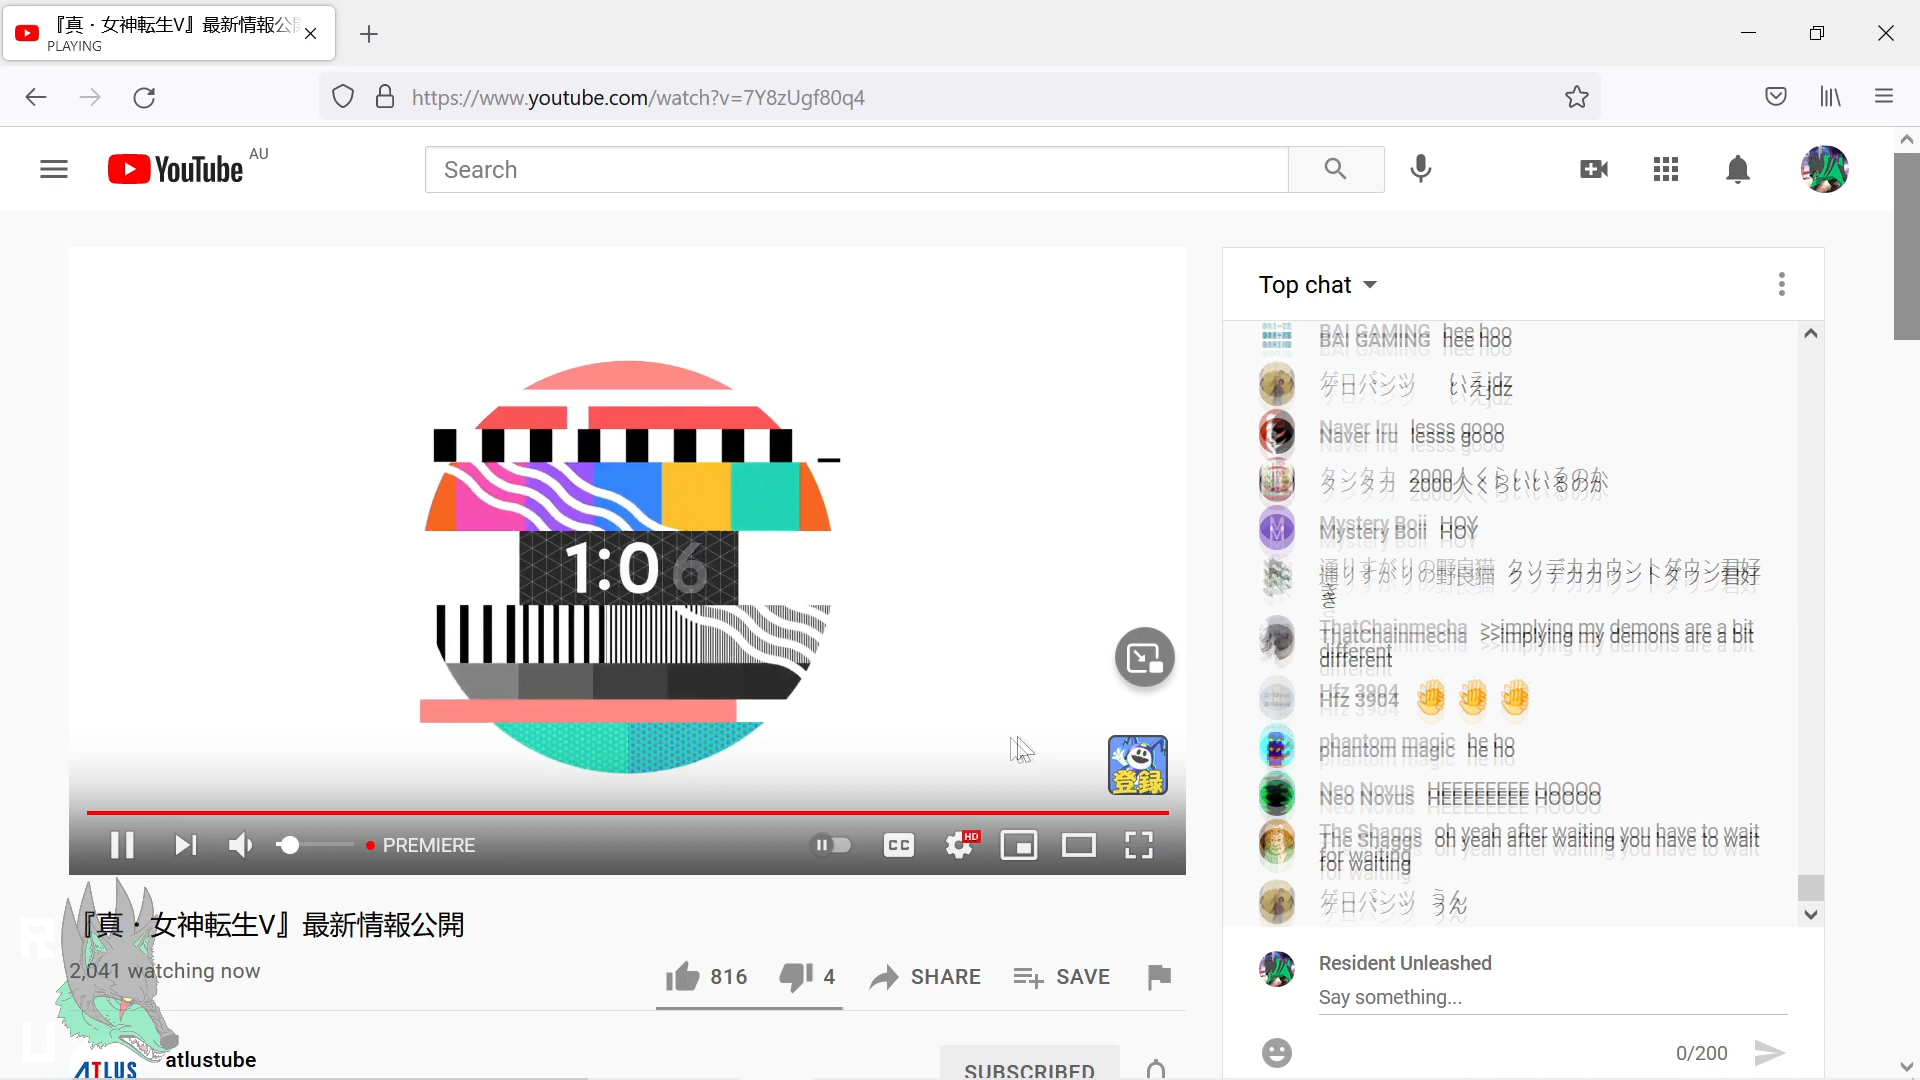 『真・女神転生V』最新情報公開
PLAYING
https://www.youtube.com/watch?v=7Y8zUgf80q4
YouTube AU
Search
Top chat
BAI GAMING hee hoo
ゲロパンツ いえjdz
Naver Iru lesss gooo
タンタカ 2000人くらいいるのか
M
Mystery Boii HOY
通りすがりの野良猫 クソデカカウントダウン君好
き
ThatChainmecha >>implying my demons are a bit
different
Hfz 3904
phantom magic he ho
Neo Novus HEEEEEEEE HOOOO
The Shaggs oh yeah after waiting you have to wait
for waiting
ゲロパンツ うん
1:06
登録
PREMIERE
CC
HD
『真・女神転生V』最新情報公開
2,041 watching now
816
4
SHARE
SAVE
R
U
ATLUS
atlustube
SUBSCRIBED
Resident Unleashed
Say something...
0/200